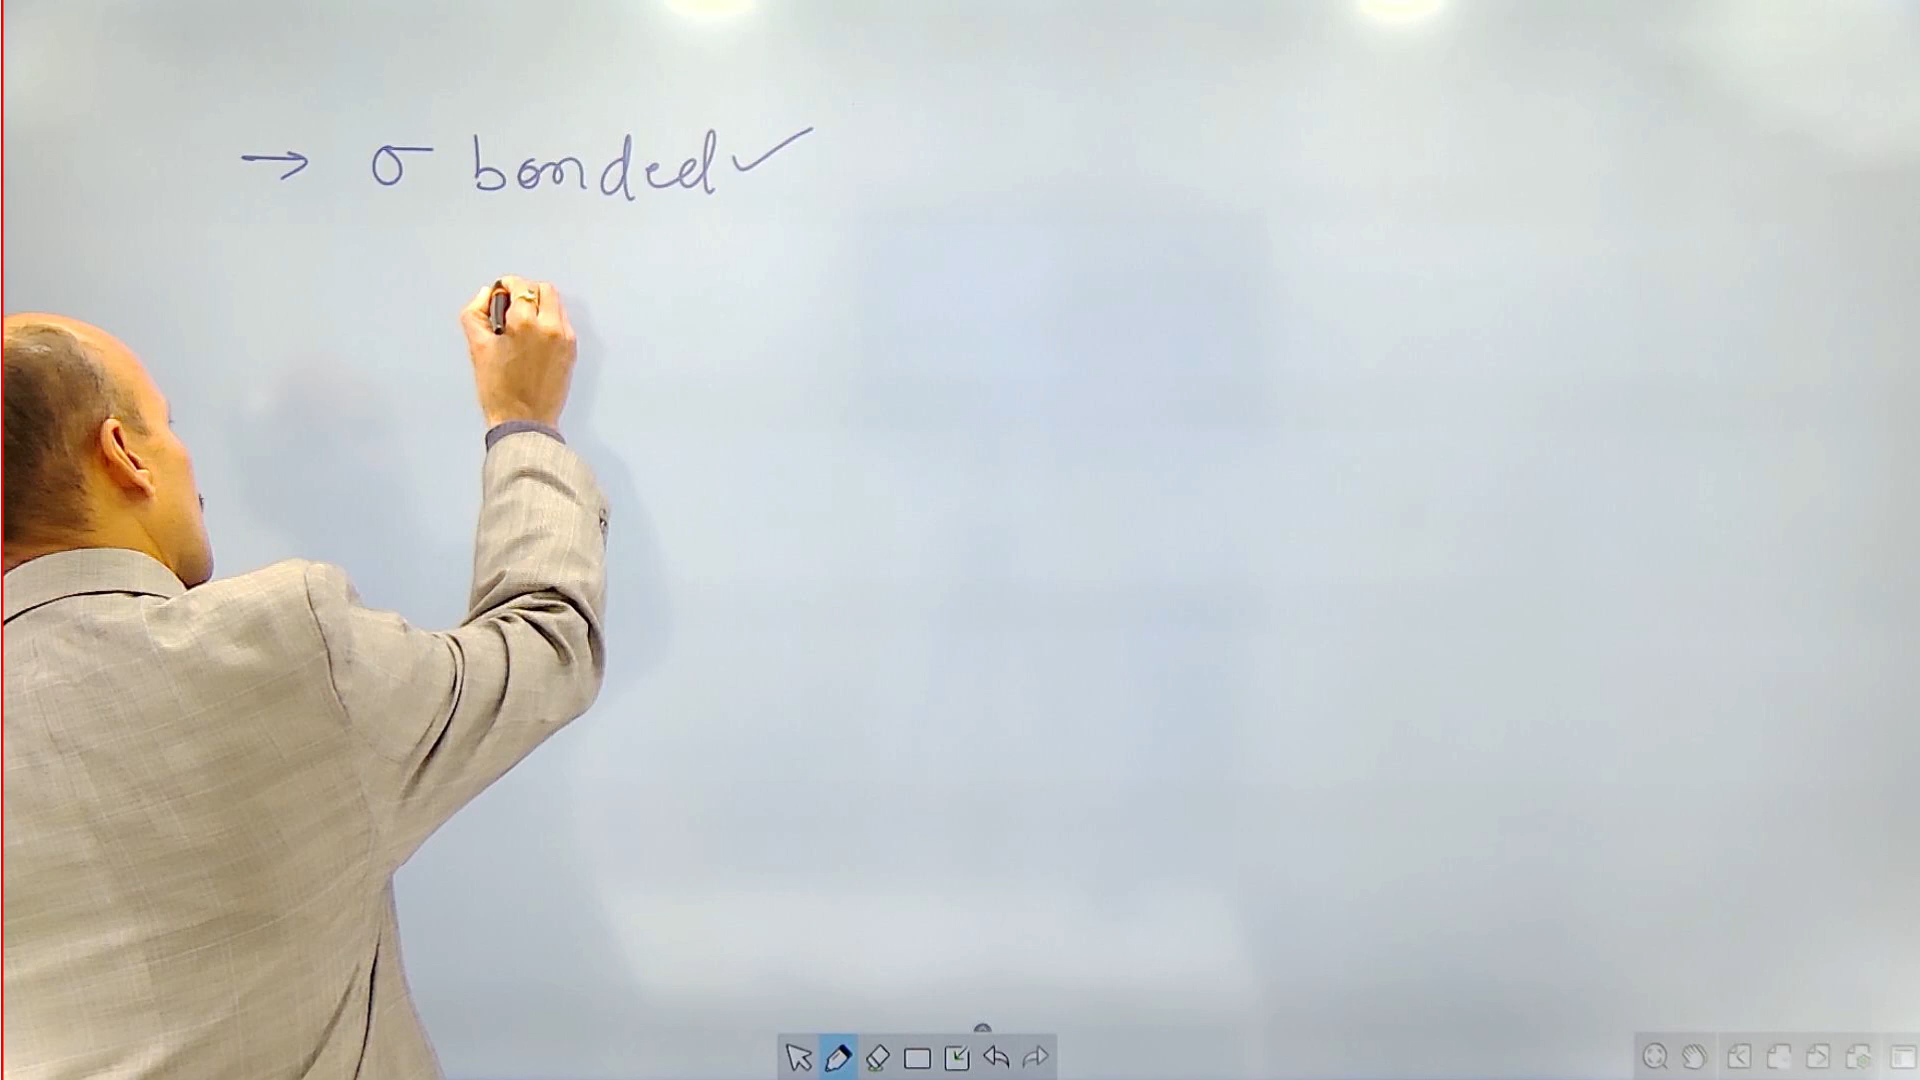 → σ bonded ✓